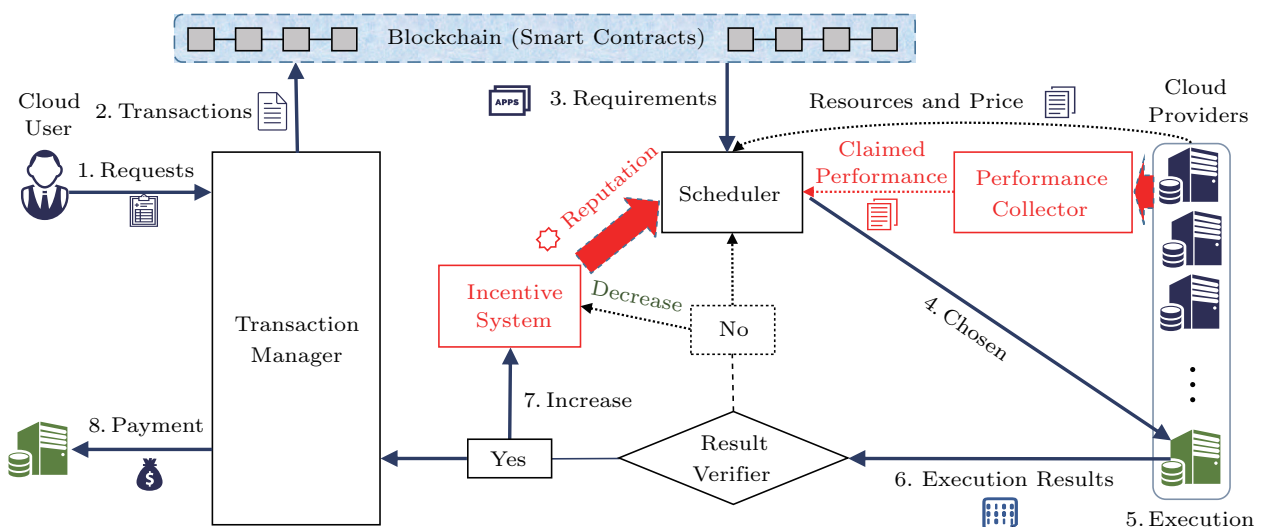 Blockchain (Smart Contracts)
Cloud
User
2. Transactions
APPS
3. Requirements
Resources and Price
Cloud
Providers
1. Requests
Reputation
Scheduler
Claimed
Performance
Performance
Collector
Incentive
System
Decrease
No
4. Chosen
Transaction
Manager
7. Increase
8. Payment
Yes
Result
Verifier
6. Execution Results
5. Execution